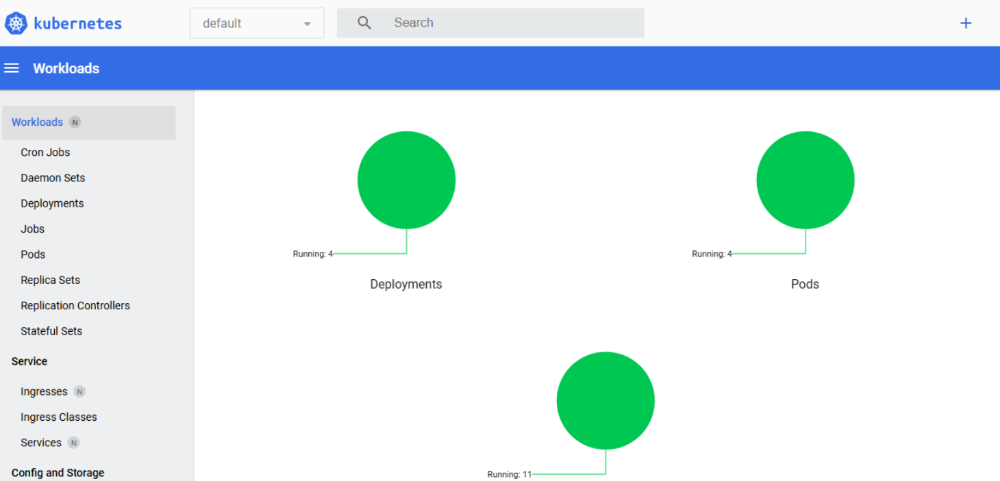 kubernetes
default
Search
+
Workloads
Workloads N
Cron Jobs
Daemon Sets
Deployments
Jobs
Pods
Replica Sets
Replication Controllers
Stateful Sets
Service
Ingresses N
Ingress Classes
Services N
Config and Storage
Running: 4
Deployments
Running: 4
Pods
Running: 11